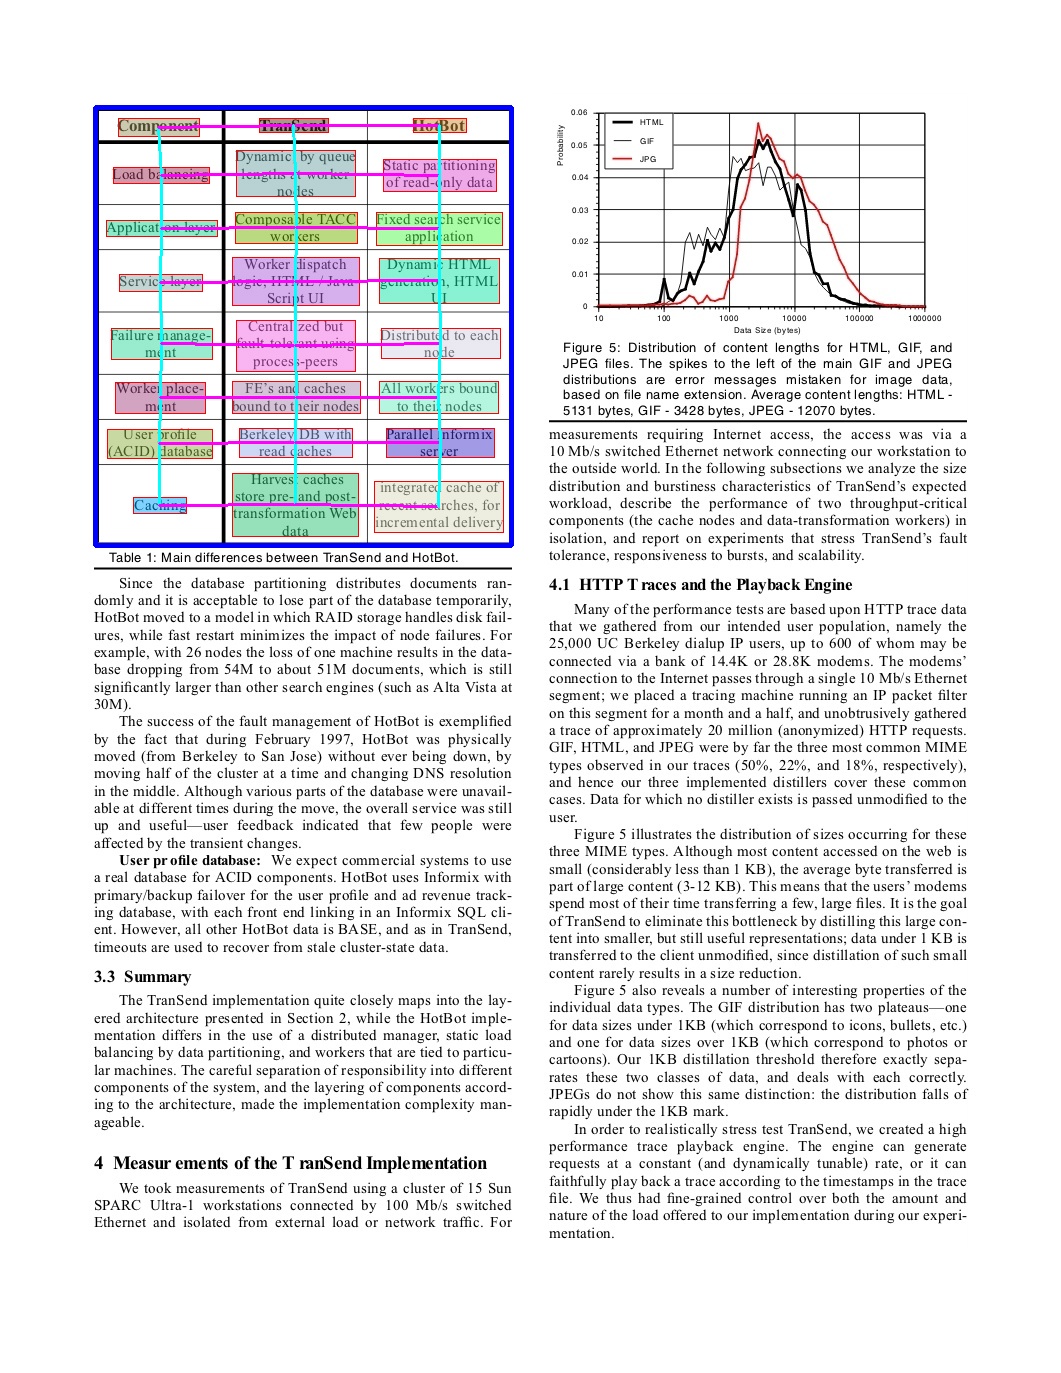 Component TranSend HotBot
Load balancing Dynamic, by queue lengths at worker nodes Static partitioning of read-only data
Application layer Composable TACC workers Fixed search service application
Service layer Worker dispatch logic, HTML / Java Script UI Dynamic HTML generation, HTML UI
Failure manage-ment Centralized but fault-tolerant using process-peers Distributed to each node
Worker place-ment FE's and caches bound to their nodes All workers bound to their nodes
User profile (ACID) database Berkeley DB with read caches Parallel Informix server
Caching Harvest caches store pre- and post-transformation Web data integrated cache of recent searches, for incremental delivery
Table 1: Main differences between TranSend and HotBot.
Since the database partitioning distributes documents ran-
domly and it is acceptable to lose part of the database temporarily,
HotBot moved to a model in which RAID storage handles disk fail-
ures, while fast restart minimizes the impact of node failures. For
example, with 26 nodes the loss of one machine results in the data-
base dropping from 54M to about 51M documents, which is still
significantly larger than other search engines (such as Alta Vista at
30M).
The success of the fault management of HotBot is exemplified
by the fact that during February 1997, HotBot was physically
moved (from Berkeley to San Jose) without ever being down, by
moving half of the cluster at a time and changing DNS resolution
in the middle. Although various parts of the database were unavail-
able at different times during the move, the overall service was still
up and useful—user feedback indicated that few people were
affected by the transient changes.
User profile database: We expect commercial systems to use
a real database for ACID components. HotBot uses Informix with
primary/backup failover for the user profile and ad revenue track-
ing database, with each front end linking in an Informix SQL cli-
ent. However, all other HotBot data is BASE, and as in TranSend,
timeouts are used to recover from stale cluster-state data.
3.3 Summary
The TranSend implementation quite closely maps into the lay-
ered architecture presented in Section 2, while the HotBot imple-
mentation differs in the use of a distributed manager, static load
balancing by data partitioning, and workers that are tied to particu-
lar machines. The careful separation of responsibility into different
components of the system, and the layering of components accord-
ing to the architecture, made the implementation complexity man-
ageable.
4 Measurements of the TranSend Implementation
We took measurements of TranSend using a cluster of 15 Sun
SPARC Ultra-1 workstations connected by 100 Mb/s switched
Ethernet and isolated from external load or network traffic. For
0.06
0.05
0.04
0.03
0.02
0.01
0
Probability
HTML
GIF
JPG
10 100 1000 10000 100000 1000000
Data Size (bytes)
Figure 5: Distribution of content lengths for HTML, GIF, and
JPEG files. The spikes to the left of the main GIF and JPEG
distributions are error messages mistaken for image data,
based on file name extension. Average content lengths: HTML -
5131 bytes, GIF - 3428 bytes, JPEG - 12070 bytes.
measurements requiring Internet access, the access was via a
10 Mb/s switched Ethernet network connecting our workstation to
the outside world. In the following subsections we analyze the size
distribution and burstiness characteristics of TranSend's expected
workload, describe the performance of two throughput-critical
components (the cache nodes and data-transformation workers) in
isolation, and report on experiments that stress TranSend's fault
tolerance, responsiveness to bursts, and scalability.
4.1 HTTP Traces and the Playback Engine
Many of the performance tests are based upon HTTP trace data
that we gathered from our intended user population, namely the
25,000 UC Berkeley dialup IP users, up to 600 of whom may be
connected via a bank of 14.4K or 28.8K modems. The modems'
connection to the Internet passes through a single 10 Mb/s Ethernet
segment; we placed a tracing machine running an IP packet filter
on this segment for a month and a half, and unobtrusively gathered
a trace of approximately 20 million (anonymized) HTTP requests.
GIF, HTML, and JPEG were by far the three most common MIME
types observed in our traces (50%, 22%, and 18%, respectively),
and hence our three implemented distillers cover these common
cases. Data for which no distiller exists is passed unmodified to the
user.
Figure 5 illustrates the distribution of sizes occurring for these
three MIME types. Although most content accessed on the web is
small (considerably less than 1 KB), the average byte transferred is
part of large content (3-12 KB). This means that the users' modems
spend most of their time transferring a few, large files. It is the goal
of TranSend to eliminate this bottleneck by distilling this large con-
tent into smaller, but still useful representations; data under 1 KB is
transferred to the client unmodified, since distillation of such small
content rarely results in a size reduction.
Figure 5 also reveals a number of interesting properties of the
individual data types. The GIF distribution has two plateaus—one
for data sizes under 1KB (which correspond to icons, bullets, etc.)
and one for data sizes over 1KB (which correspond to photos or
cartoons). Our 1KB distillation threshold therefore exactly sepa-
rates these two classes of data, and deals with each correctly.
JPEGs do not show this same distinction: the distribution falls of
rapidly under the 1KB mark.
In order to realistically stress test TranSend, we created a high
performance trace playback engine. The engine can generate
requests at a constant (and dynamically tunable) rate, or it can
faithfully play back a trace according to the timestamps in the trace
file. We thus had fine-grained control over both the amount and
nature of the load offered to our implementation during our experi-
mentation.